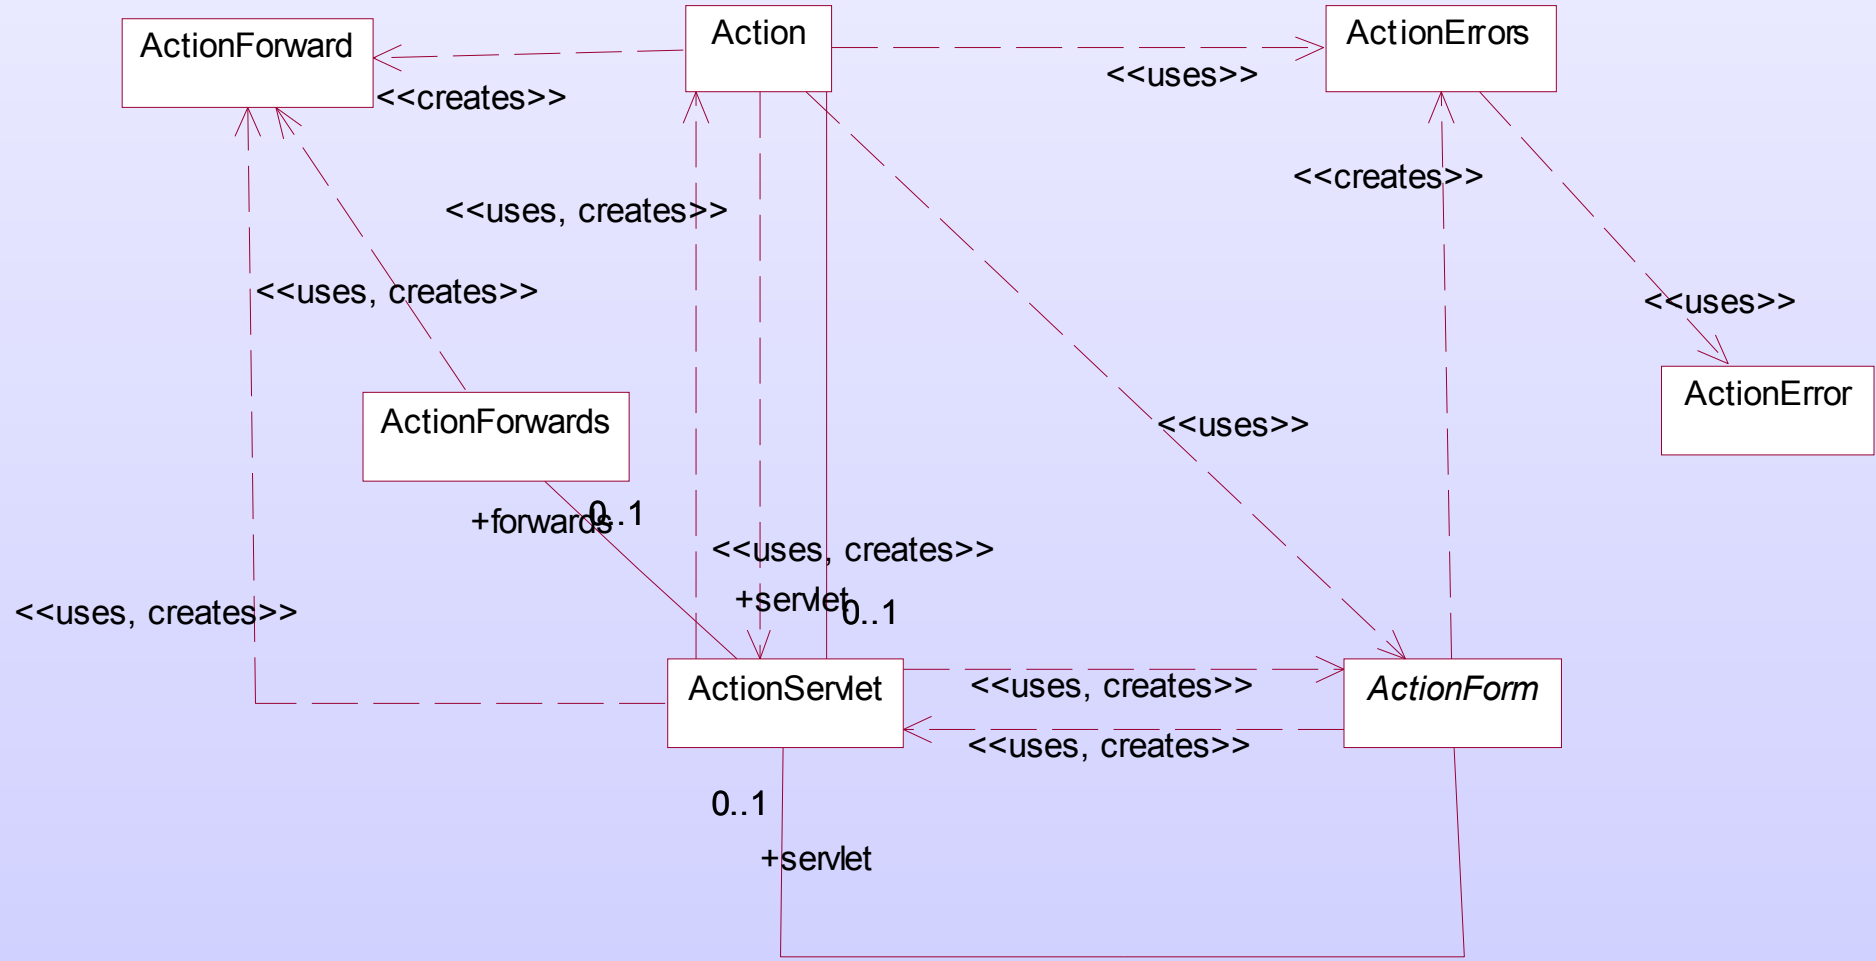 ActionForward
Action
ActionErrors
<<creates>>
<<uses>>
<<creates>>
<<uses, creates>>
<<uses, creates>>
<<uses>>
ActionForwards
ActionError
<<uses>>
+forwards
0..1
<<uses, creates>>
+servlet
0..1
<<uses, creates>>
ActionServlet
<<uses, creates>>
ActionForm
<<uses, creates>>
0..1
+servlet